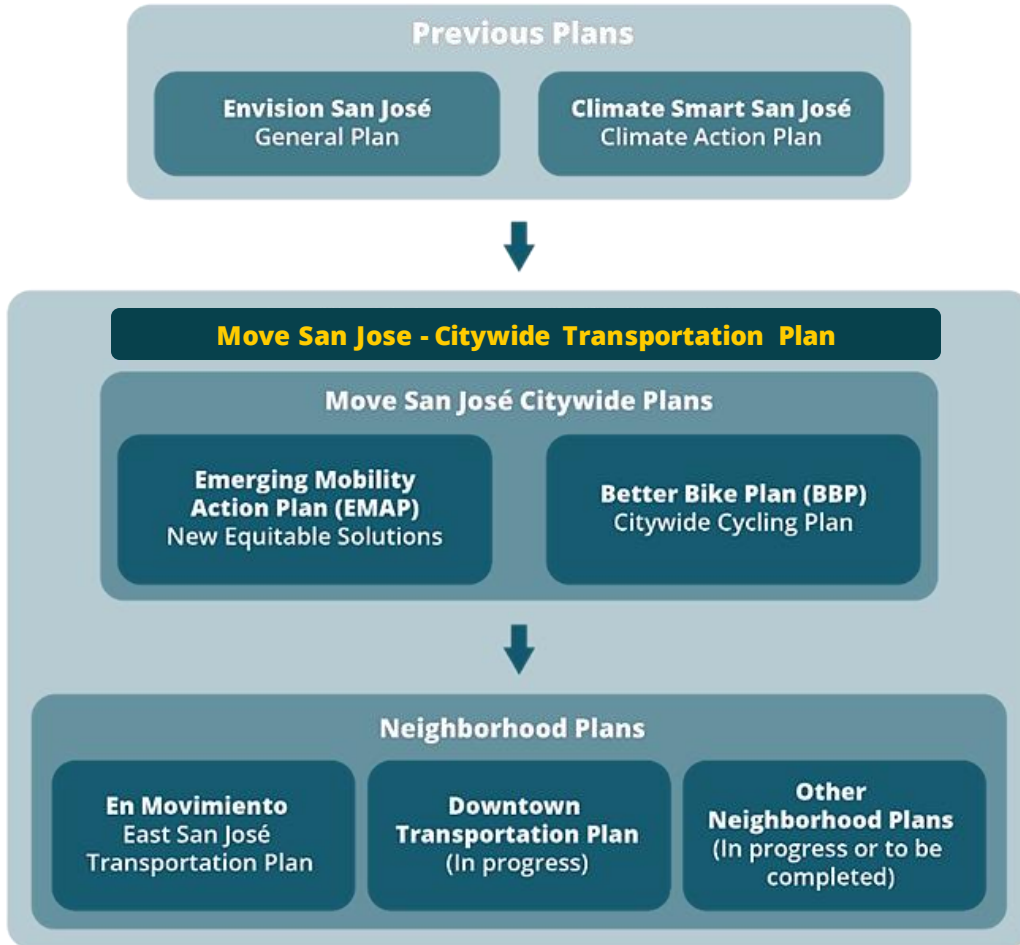 Previous Plans
Envision San José
General Plan
Climate Smart San José
Climate Action Plan
Move San Jose - Citywide Transportation Plan
Move San José Citywide Plans
Emerging Mobility
Action Plan (EMAP)
New Equitable Solutions
Better Bike Plan (BBP)
Citywide Cycling Plan
Neighborhood Plans
En Movimiento
East San José
Transportation Plan
Downtown
Transportation Plan
(In progress)
Other
Neighborhood Plans
(In progress or to be
completed)